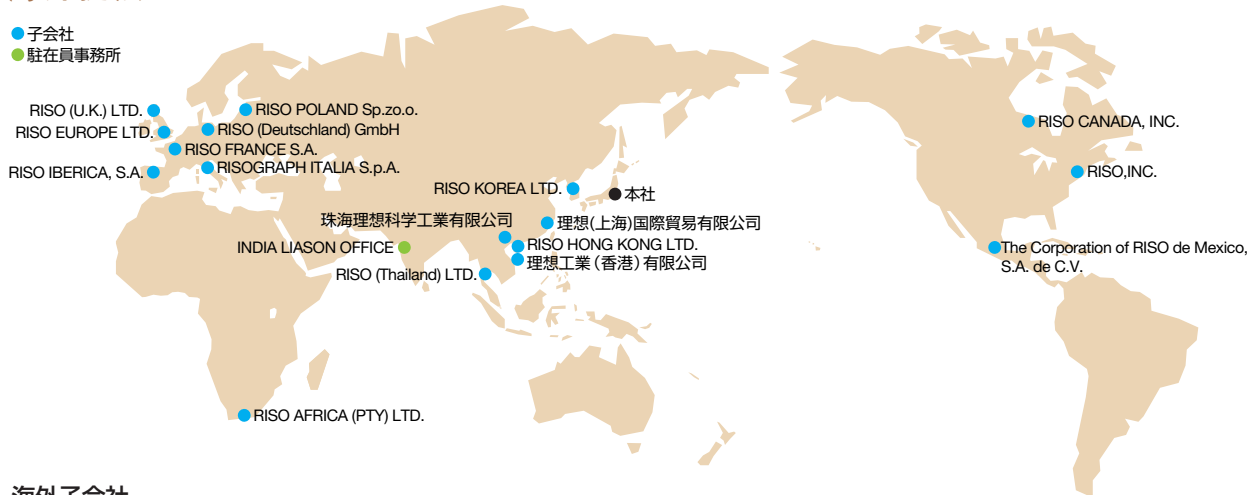 子会社
駐在員事務所
RISO (U.K.) LTD.
RISO POLAND Sp.zo.o.
RISO EUROPE LTD.
RISO (Deutschland) GmbH
RISO FRANCE S.A.
RISO IBERICA, S.A.
RISOGRAPH ITALIA S.p.A.
RISO KOREA LTD.
本社
珠海理想科学工業有限公司
理想(上海)国際貿易有限公司
INDIA LIASON OFFICE
RISO HONG KONG LTD.
理想工業(香港)有限公司
RISO (Thailand) LTD.
RISO AFRICA (PTY) LTD.
RISO CANADA, INC.
RISO,INC.
The Corporation of RISO de Mexico,
S.A. de C.V.
海外子会社